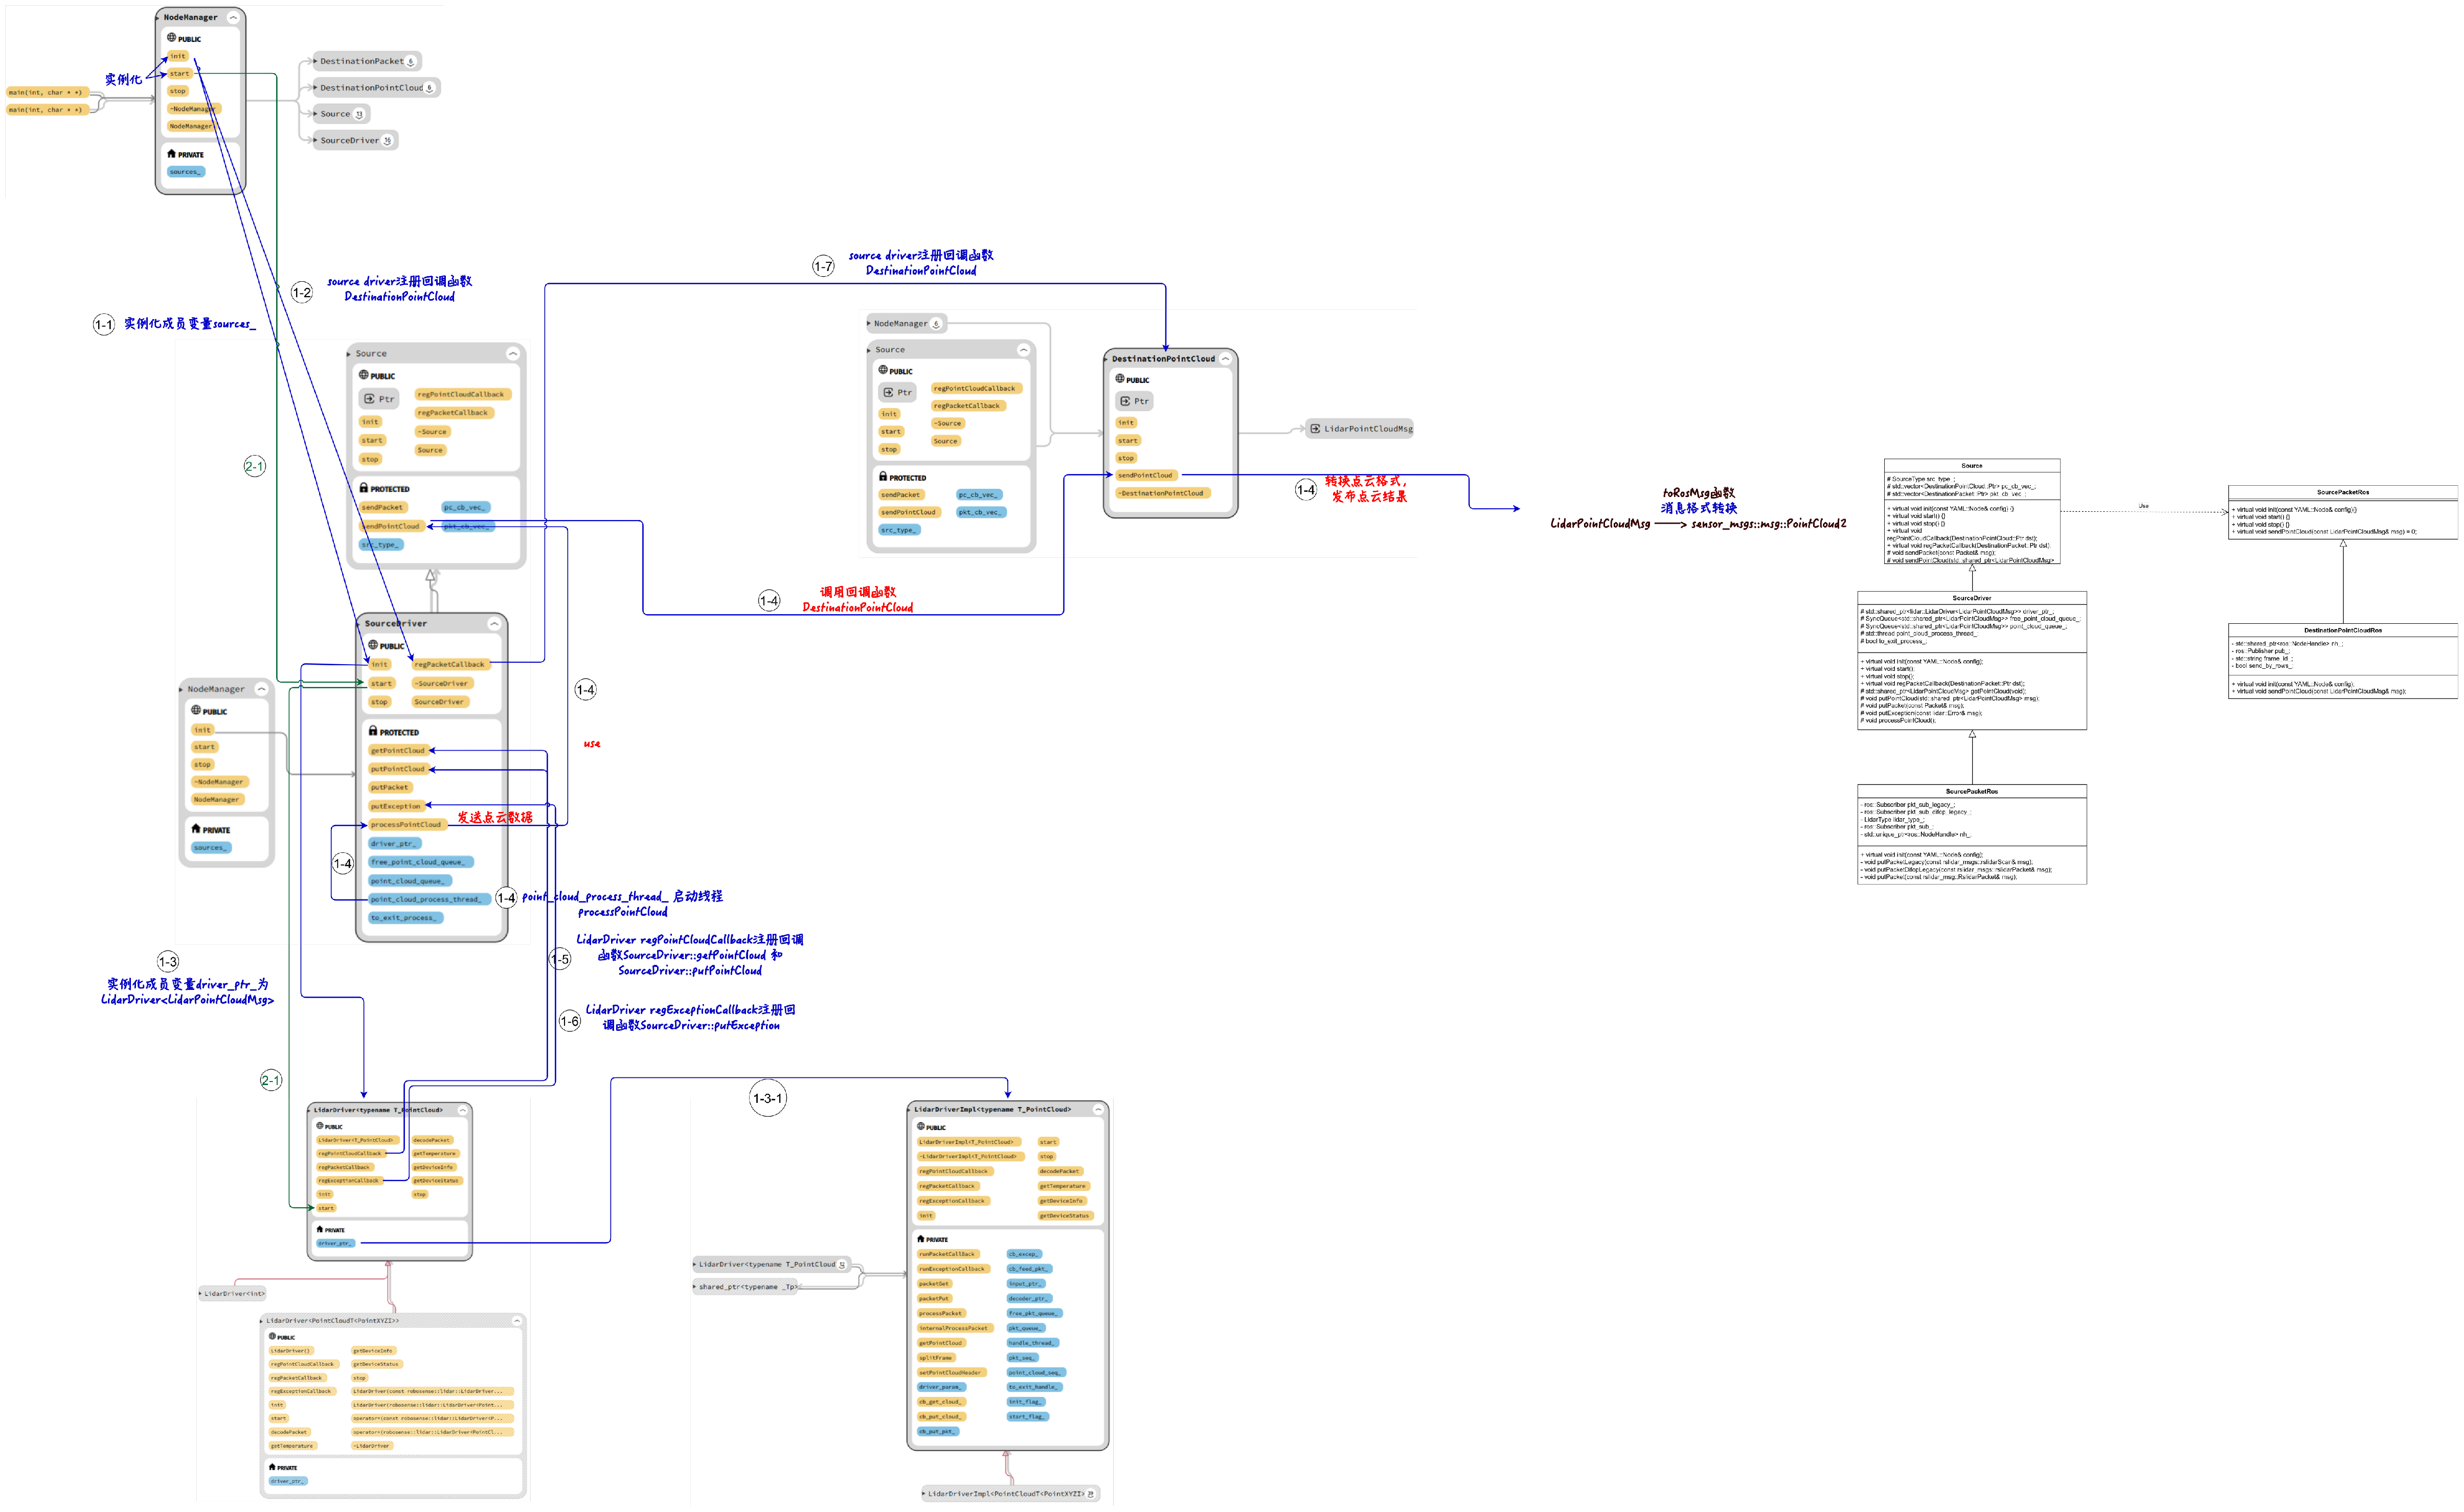 NodeManager
PUBLIC
init
start
stop
~NodeManager
NodeManager
PRIVATE
sources_
实例化
main(int, char * *)
main(int, char * *)
DestinationPacket 6
DestinationPointCloud 6
Source 13
SourceDriver 16
1-1 实例化成员变量sources_
1-2 source driver注册回调函数
DestinationPointCloud
2-1
Source
PUBLIC
Ptr
regPointCloudCallback
regPacketCallback
init
~Source
start
Source
stop
PROTECTED
sendPacket
pc_cb_vec_
sendPointCloud
pkt_cb_vec_
src_type_
SourceDriver
PUBLIC
init
regPacketCallback
start
~SourceDriver
stop
SourceDriver
PROTECTED
getPointCloud
putPointCloud
putPacket
putException
processPointCloud
driver_ptr_
free_point_cloud_queue_
point_cloud_queue_
point_cloud_process_thread_
to_exit_process_
NodeManager
PUBLIC
init
start
stop
~NodeManager
NodeManager
PRIVATE
sources_
1-4
use
发送点云数据
1-4
1-4 point_cloud_process_thread_ 启动线程
processPointCloud
1-5 LidarDriver regPointCloudCallback注册回调
函数SourceDriver::getPointCloud 和
SourceDriver::putPointCloud
1-6 LidarDriver regExceptionCallback注册回
调函数SourceDriver::putException
1-3
实例化成员变量driver_ptr_为
LidarDriver<LidarPointCloudMsg>
2-1
1-7 source driver注册回调函数
DestinationPointCloud
NodeManager 6
Source
PUBLIC
Ptr
regPointCloudCallback
regPacketCallback
init
~Source
start
Source
stop
PROTECTED
sendPacket
pc_cb_vec_
sendPointCloud
pkt_cb_vec_
src_type_
DestinationPointCloud
PUBLIC
Ptr
init
start
stop
sendPointCloud
~DestinationPointCloud
LidarPointCloudMsg
1-4 转换点云格式,
发布点云结果
1-4 调用回调函数
DestinationPointCloud
toRosMsg函数
消息格式转换
LidarPointCloudMsg ——> sensor_msgs::msg::PointCloud2
Source
# SourceType src_type_;
# std::vector<DestinationPointCloud::Ptr> pc_cb_vec_;
# std::vector<DestinationPacket::Ptr> pkt_cb_vec_;
+ virtual void init(const YAML::Node& config) {}
+ virtual void start() {}
+ virtual void stop() {}
+ virtual void
regPointCloudCallback(DestinationPointCloud::Ptr dst);
+ virtual void regPacketCallback(DestinationPacket::Ptr dst);
# void sendPacket(const Packet& msg);
# void sendPointCloud(std::shared_ptr<LidarPointCloudMsg>
Use
SourcePacketRos
+ virtual void init(const YAML::Node& config){}
+ virtual void start() {}
+ virtual void stop() {}
+ virtual void sendPointCloud(const LidarPointCloudMsg& msg) = 0;
SourceDriver
# std::shared_ptr<lidar::LidarDriver<LidarPointCloudMsg>> driver_ptr_;
# SyncQueue<std::shared_ptr<LidarPointCloudMsg>> free_point_cloud_queue_;
# SyncQueue<std::shared_ptr<LidarPointCloudMsg>> point_cloud_queue_;
# std::thread point_cloud_process_thread_;
# bool to_exit_process_;
+ virtual void init(const YAML::Node& config);
+ virtual void start();
+ virtual void stop();
+ virtual void regPacketCallback(DestinationPacket::Ptr dst);
# std::shared_ptr<LidarPointCloudMsg> getPointCloud(void);
# void putPointCloud(std::shared_ptr<LidarPointCloudMsg> msg);
# void putPacket(const Packet& msg);
# void putException(const lidar::Error& msg);
# void processPointCloud();
DestinationPointCloudRos
- std::shared_ptr<ros::NodeHandle> nh_;
- ros::Publisher pub_;
- std::string frame_id_;
- bool send_by_rows_;
+ virtual void init(const YAML::Node& config);
+ virtual void sendPointCloud(const LidarPointCloudMsg& msg);
SourcePacketRos
- ros::Subscriber pkt_sub_legacy_;
- ros::Subscriber pkt_sub_difop_legacy_;
- LidarType lidar_type_;
- ros::Subscriber pkt_sub_;
- std::unique_ptr<ros::NodeHandle> nh_;
+ virtual void init(const YAML::Node& config);
- void putPacketLegacy(const rslidar_msgs::rslidarScan& msg);
- void putPacketDifopLegacy(const rslidar_msgs::rslidarPacket& msg);
- void putPacket(const rslidar_msg::RslidarPacket& msg);
LidarDriver<typename T_PointCloud>
PUBLIC
LidarDriver<T_PointCloud>
decodePacket
regPointCloudCallback
getTemperature
regPacketCallback
getDeviceInfo
regExceptionCallback
getDeviceStatus
init
stop
start
PRIVATE
driver_ptr_
LidarDriver<int>
LidarDriver<PointCloudT<PointXYZI>>
PUBLIC
LidarDriver()
getDeviceInfo
regPointCloudCallback
getDeviceStatus
regPacketCallback
stop
regExceptionCallback
LidarDriver(const robosense::lidar::LidarDriver...
init
LidarDriver(robosense::lidar::LidarDriver<Point...
start
operator=(const robosense::lidar::LidarDriver<P...
decodePacket
operator=(robosense::lidar::LidarDriver<PointCl...
getTemperature
~LidarDriver
PRIVATE
driver_ptr_
1-3-1
LidarDriver<typename T_PointCloud
shared_ptr<typename _Tp>
LidarDriverImpl<typename T_PointCloud>
PUBLIC
LidarDriverImpl<T_PointCloud>
start
~LidarDriverImpl<T_PointCloud>
stop
regPointCloudCallback
decodePacket
regPacketCallback
getTemperature
regExceptionCallback
getDeviceInfo
init
getDeviceStatus
PRIVATE
runPacketCallBack
cb_excep_
runExceptionCallback
cb_feed_pkt_
packetGet
input_ptr_
packetPut
decoder_ptr_
processPacket
free_pkt_queue_
internalProcessPacket
pkt_queue_
getPointCloud
handle_thread_
splitFrame
pkt_seq_
setPointCloudHeader
point_cloud_seq_
driver_param_
to_exit_handle_
cb_get_cloud_
init_flag_
cb_put_cloud_
start_flag_
cb_put_pkt_
LidarDriverImpl<PointCloudT<PointXYZI>